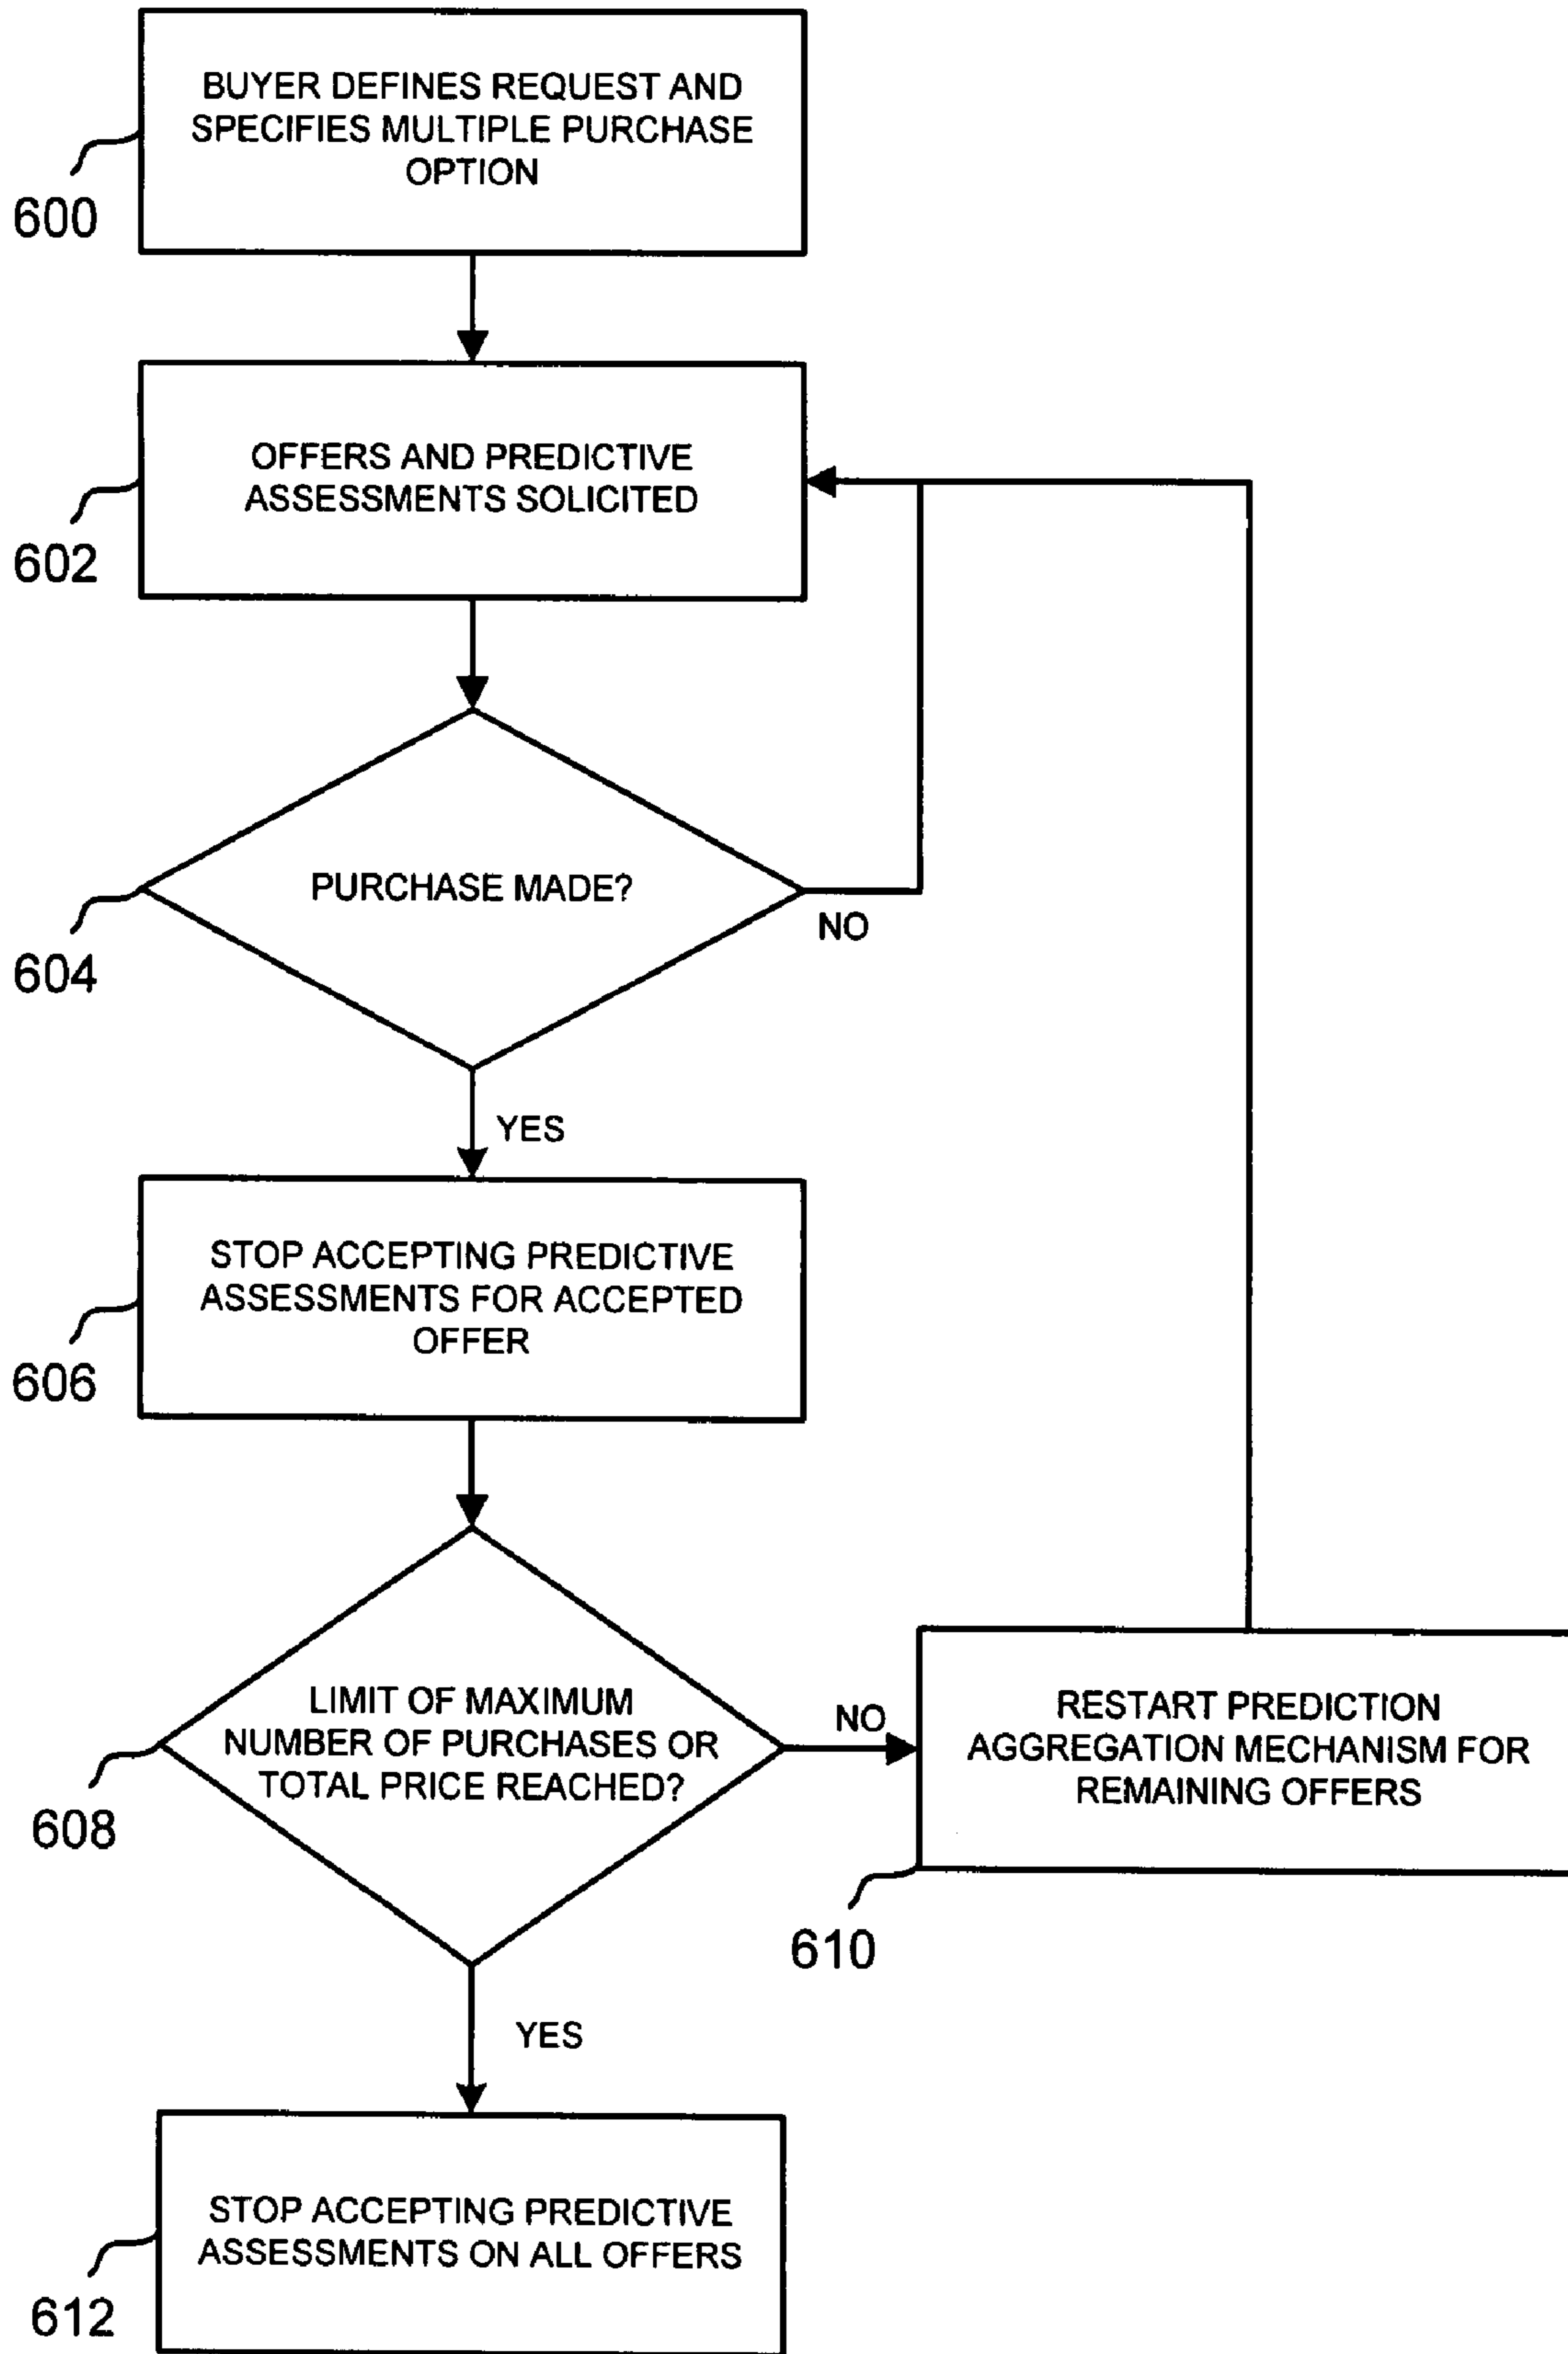 BUYER DEFINES REQUEST AND
SPECIFIES MULTIPLE PURCHASE
OPTION
600
OFFERS AND PREDICTIVE
ASSESSMENTS SOLICITED
602
PURCHASE MADE?
NO
604
YES
STOP ACCEPTING PREDICTIVE
ASSESSMENTS FOR ACCEPTED
OFFER
606
LIMIT OF MAXIMUM
NUMBER OF PURCHASES OR
TOTAL PRICE REACHED?
NO
608
RESTART PREDICTION
AGGREGATION MECHANISM FOR
REMAINING OFFERS
610
YES
STOP ACCEPTING PREDICTIVE
ASSESSMENTS ON ALL OFFERS
612